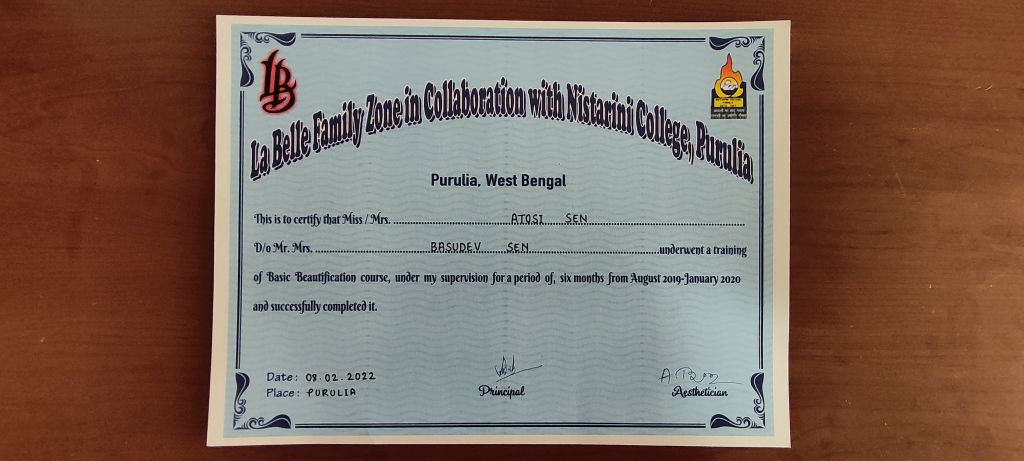 LB
La Belle Family Zone in Collaboration with Nistarini College, Purulia
Purulia, West Bengal
This is to certify that Miss / Mrs. ATOSI SEN
D/o Mr. Mrs. BASUDEV SEN underwent a training
of Basic Beautification course, under my supervision for a period of, six months from August 2019-January 2020
and successfully completed it.
Date: 08.02.2022
Place: PURULIA
Principal
Aesthetician